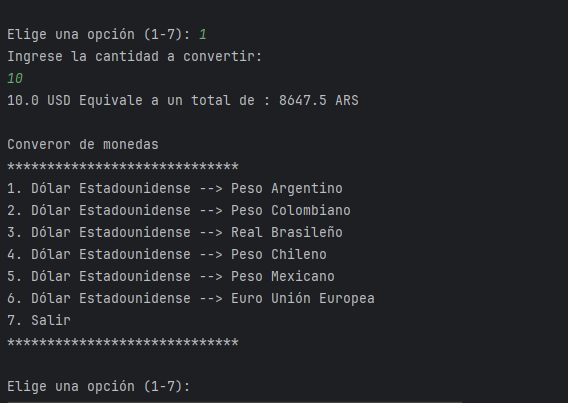 Elige una opción (1-7): 1
Ingrese la cantidad a convertir:
10
10.0 USD Equivale a un total de : 8647.5 ARS
Converor de monedas
*****************************
1. Dólar Estadounidense --> Peso Argentino
2. Dólar Estadounidense --> Peso Colombiano
3. Dólar Estadounidense --> Real Brasileño
4. Dólar Estadounidense --> Peso Chileno
5. Dólar Estadounidense --> Peso Mexicano
6. Dólar Estadounidense --> Euro Unión Europea
7. Salir
*****************************
Elige una opción (1-7):